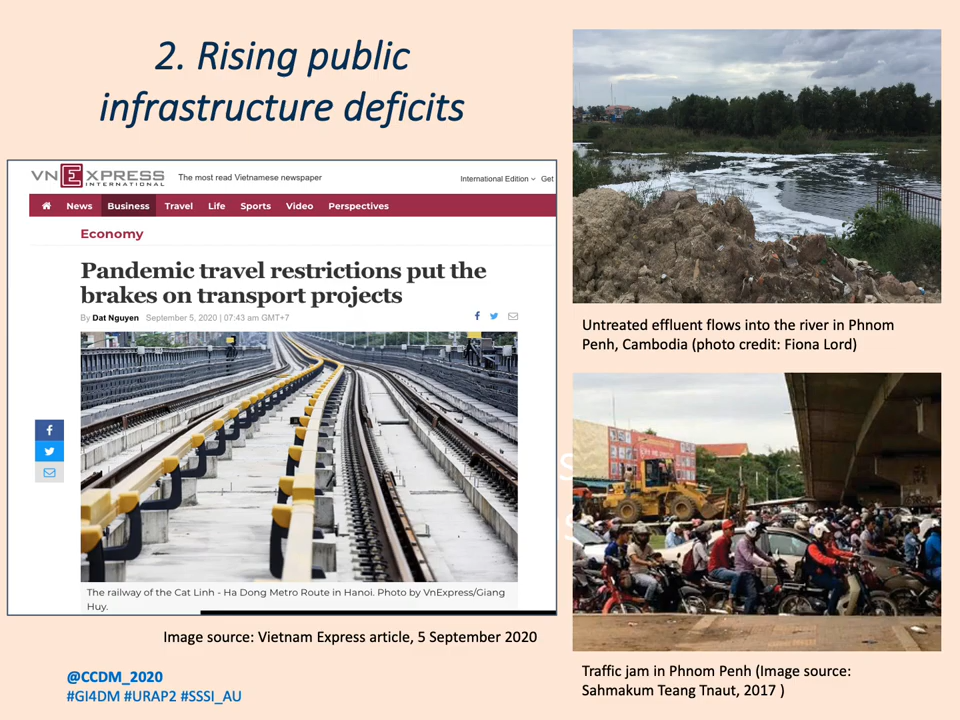 2. Rising public
infrastructure deficits
VNEXPRESS
INTERNATIONAL
The most read Vietnamese newspaper
International Edition
Get
News Business Travel Life Sports Video Perspectives
Economy
Pandemic travel restrictions put the
brakes on transport projects
By Dat Nguyen September 5, 2020 | 07:43 am GMT+7
The railway of the Cat Linh - Ha Dong Metro Route in Hanoi. Photo by VnExpress/Giang
Huy.
Image source: Vietnam Express article, 5 September 2020
@CCDM_2020
#GI4DM #URAP2 #SSSI_AU
Untreated effluent flows into the river in Phnom
Penh, Cambodia (photo credit: Fiona Lord)
S
S
Traffic jam in Phnom Penh (Image source:
Sahmakum Teang Tnaut, 2017 )